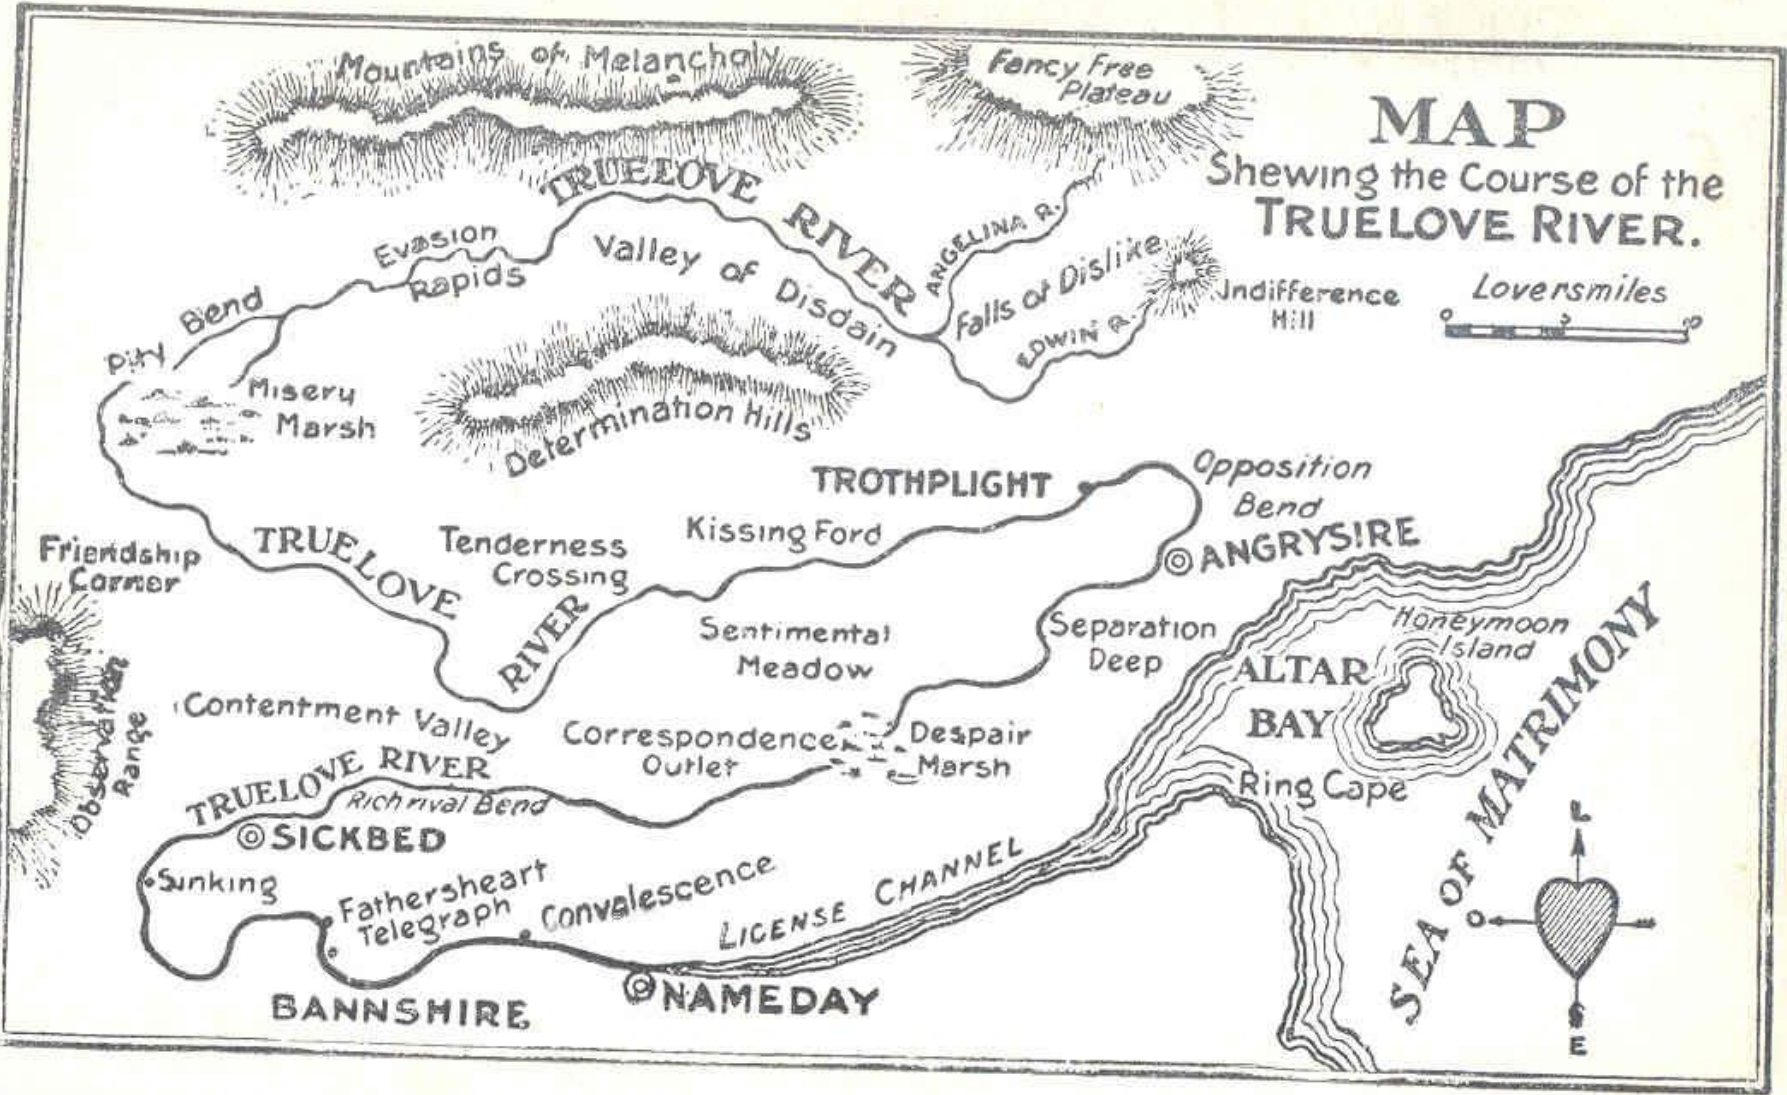 Mountains of Melancholy
Fancy Free
Plateau
MAP
Shewing the Course of the
TRUELOVE RIVER.
Loversmiles
TRUELOVE RIVER
ANGELINA R.
Falls of Dislike
EDWIN R.
Indifference
Hill
Evasion
Rapids
Valley of Disdain
Pity Bend
Misery
Marsh
Determination Hills
TROTHPLIGHT
Opposition
Bend
ANGRYSIRE
Kissing Ford
Tenderness
Crossing
TRUELOVE
RIVER
Friendship
Corner
Sentimental
Meadow
Separation
Deep
Honeymoon
Island
ALTAR
BAY
Observation
Range
Contentment Valley
Correspondence
Outlet
Despair
Marsh
Ring Cape
SEA OF MATRIMONY
TRUELOVE RIVER
Richrival Bend
SICKBED
Sinking
Fathersheart
Telegraph
Convalescence
LICENSE CHANNEL
BANNSHIRE
NAMEDAY
L
O
S
E